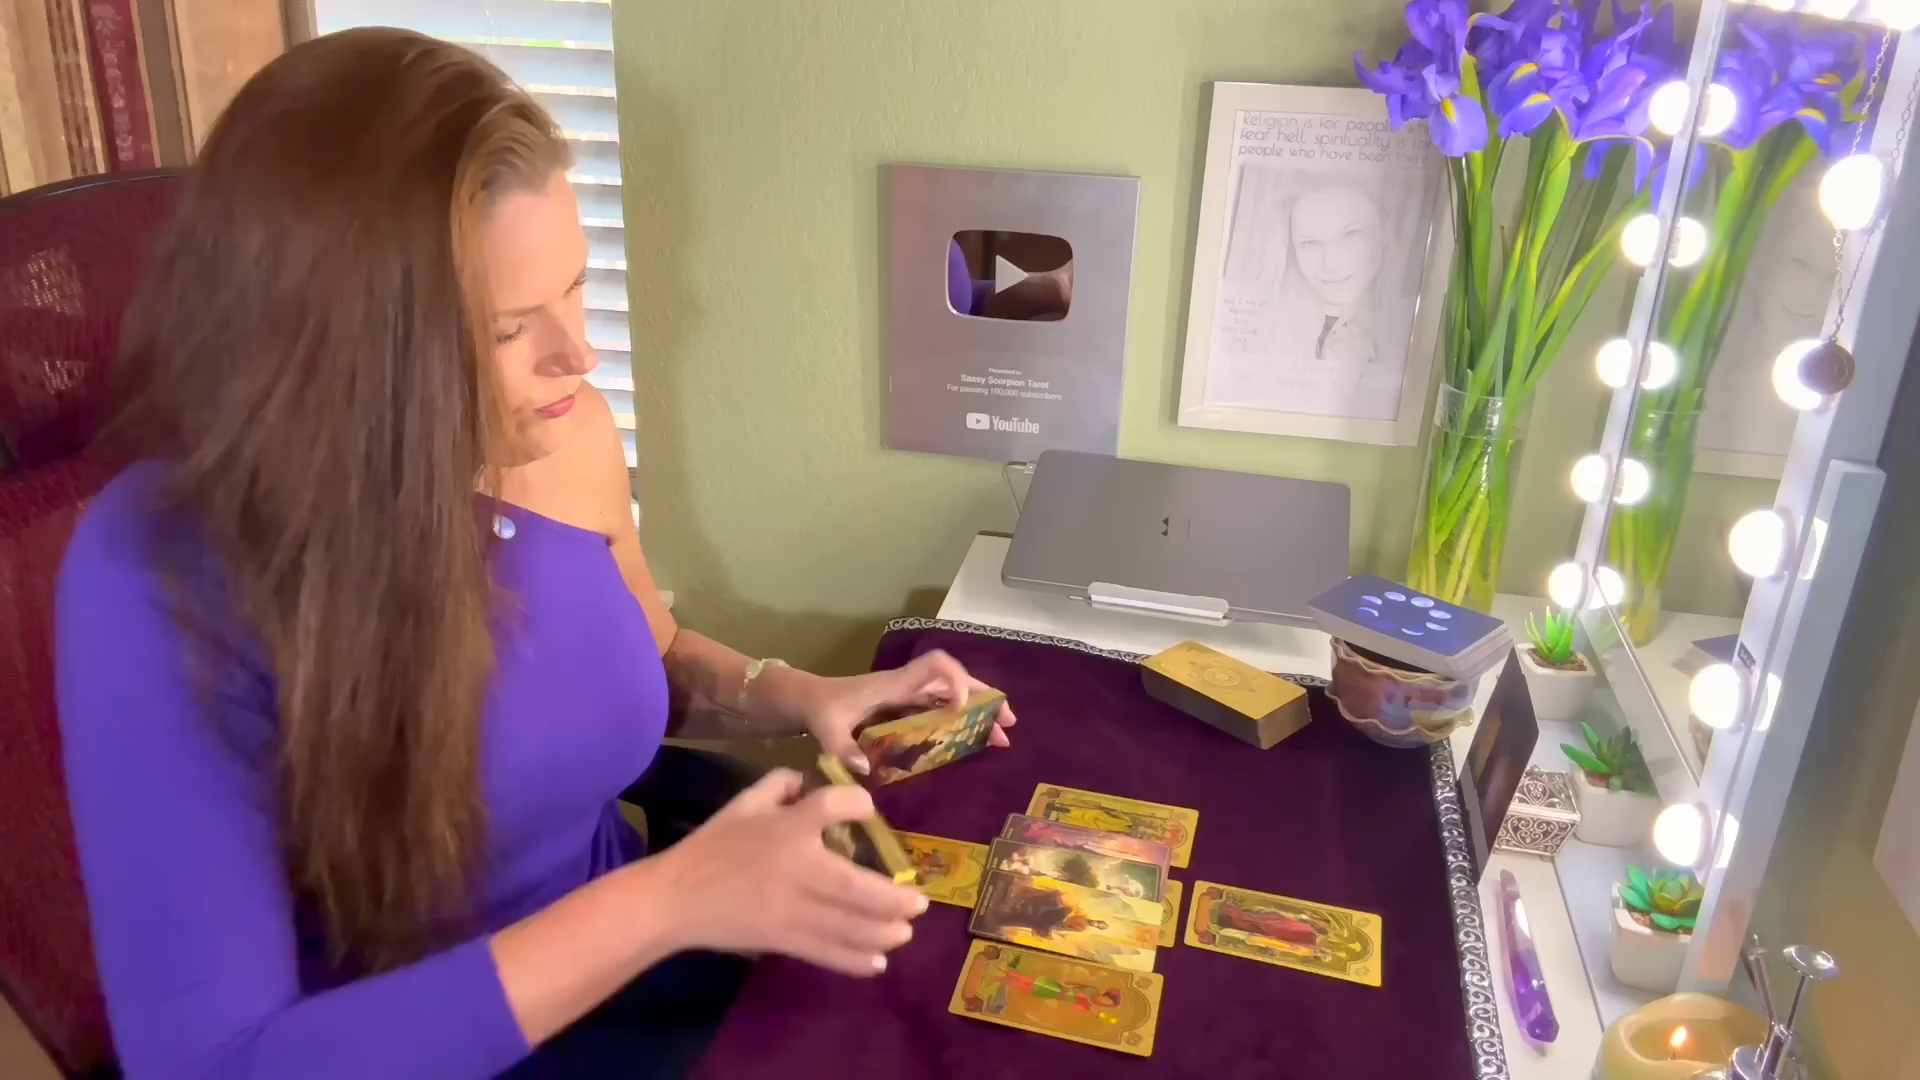 Presented to
Sassy Scorpion Tarot
For passing 100,000 subscribers
YouTube
Religion is for people who
fear hell, spirituality is for
people who have been there